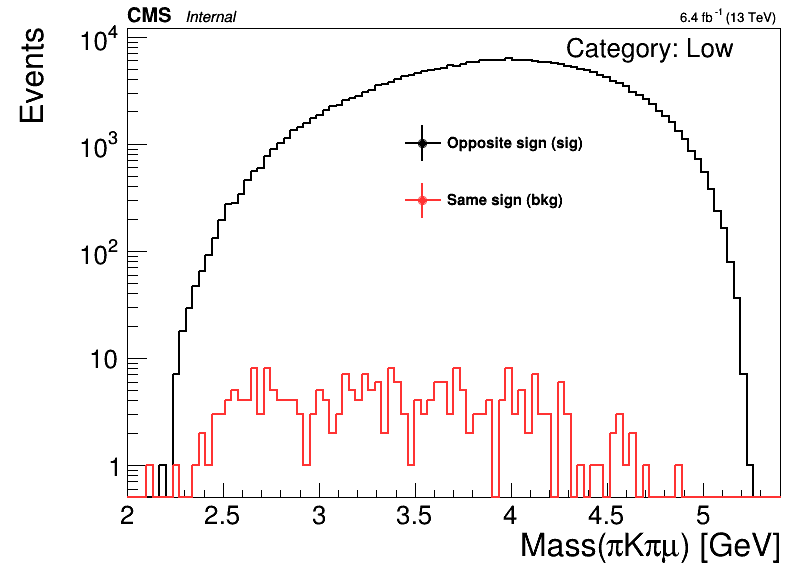 CMS Internal 6.4 fb⁻¹ (13 TeV)
Category: Low
Events
10⁴
10³
10²
10
1
Opposite sign (sig)
Same sign (bkg)
2 2.5 3 3.5 4 4.5 5
Mass(πKπμ) [GeV]